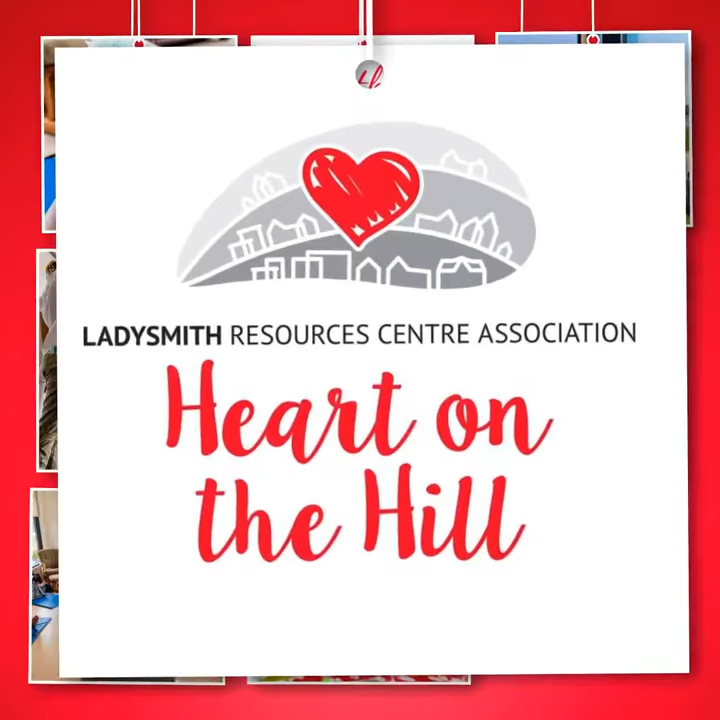 LADYSMITH RESOURCES CENTRE ASSOCIATION
Heart on
the Hill